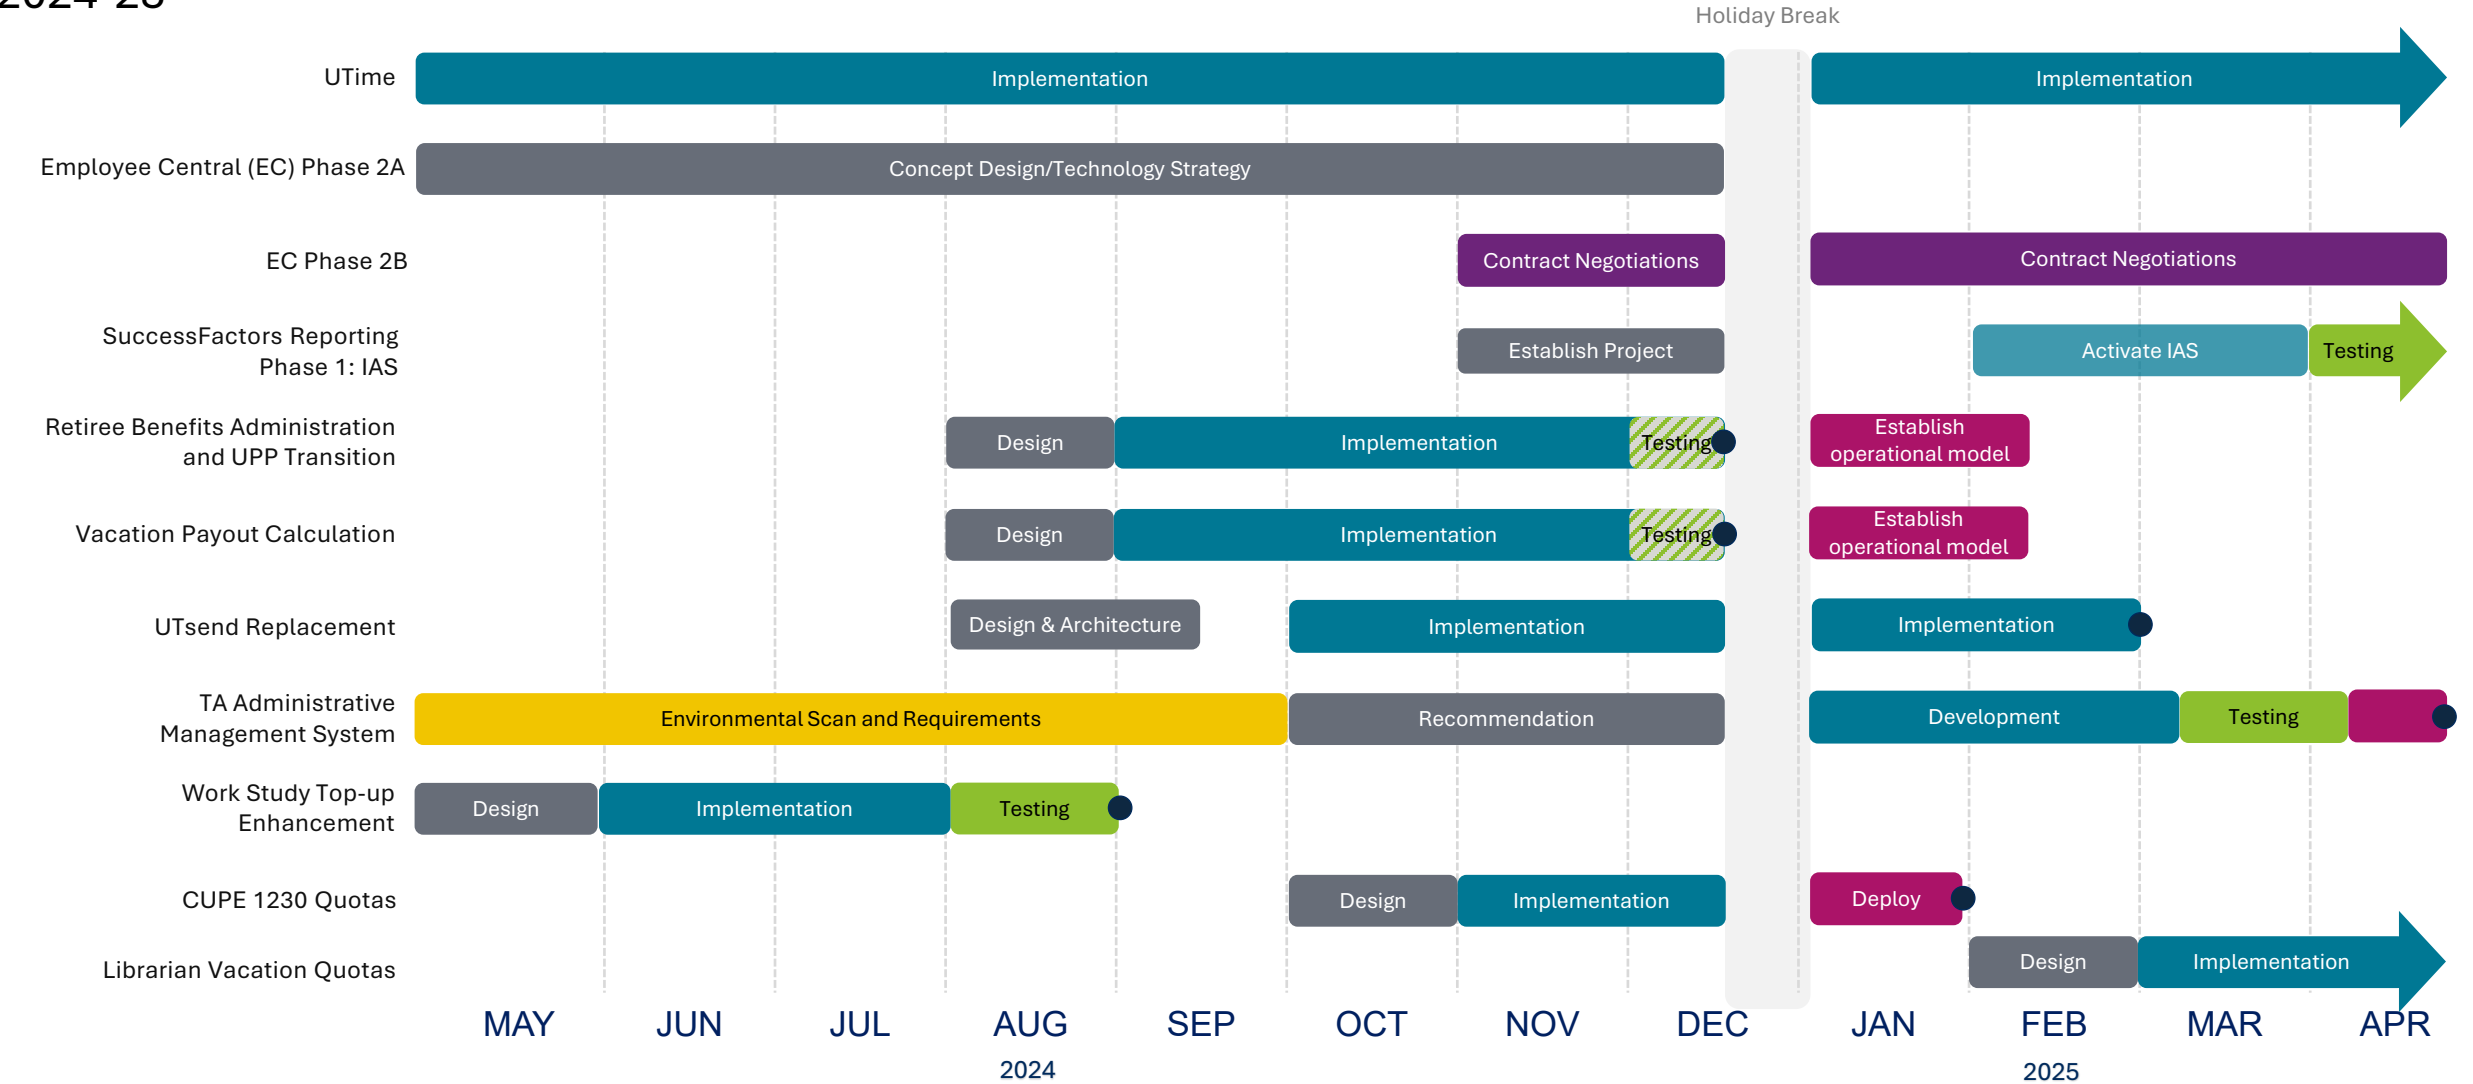 Holiday Break
UTime
Implementation
Implementation
Employee Central (EC) Phase 2A
Concept Design/Technology Strategy
EC Phase 2B
Contract Negotiations
Contract Negotiations
SuccessFactors Reporting
Phase 1: IAS
Establish Project
Activate IAS
Testing
Retiree Benefits Administration
and UPP Transition
Design
Implementation
Testing
Establish
operational model
Vacation Payout Calculation
Design
Implementation
Testing
Establish
operational model
UTsend Replacement
Design & Architecture
Implementation
Implementation
TA Administrative
Management System
Environmental Scan and Requirements
Recommendation
Development
Testing
Work Study Top-up
Enhancement
Design
Implementation
Testing
CUPE 1230 Quotas
Design
Implementation
Deploy
Librarian Vacation Quotas
Design
Implementation
MAY JUN JUL AUG SEP OCT NOV DEC JAN FEB MAR APR
2024 2025